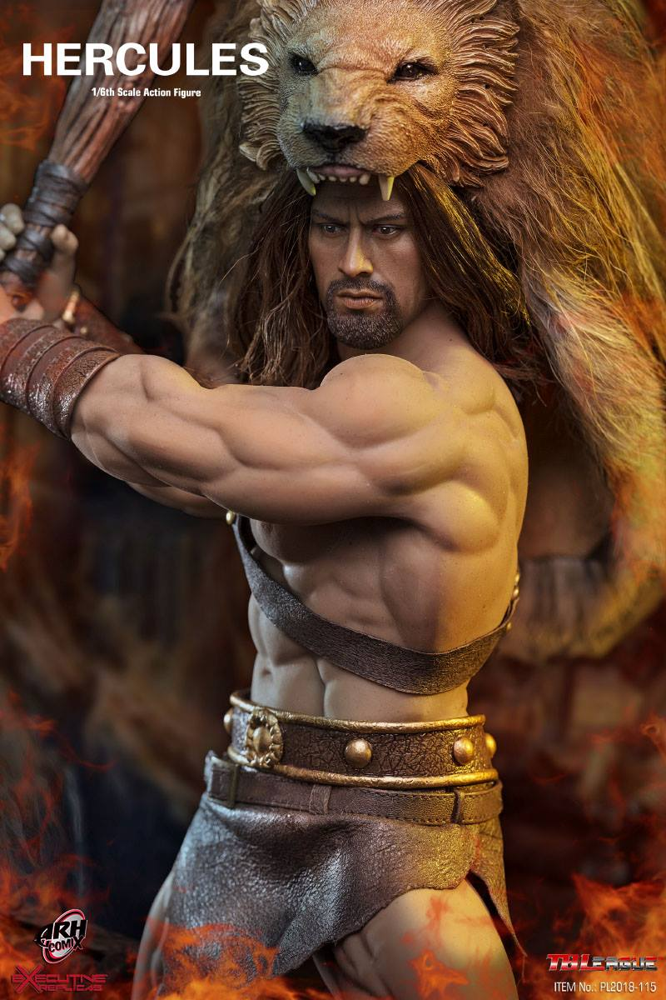 HERCULES
1/6th Scale Action Figure
ARH
COMIX
EXECUTIVE
REPLICAS
TBLEAGUE
ITEM No.: PL2018-115